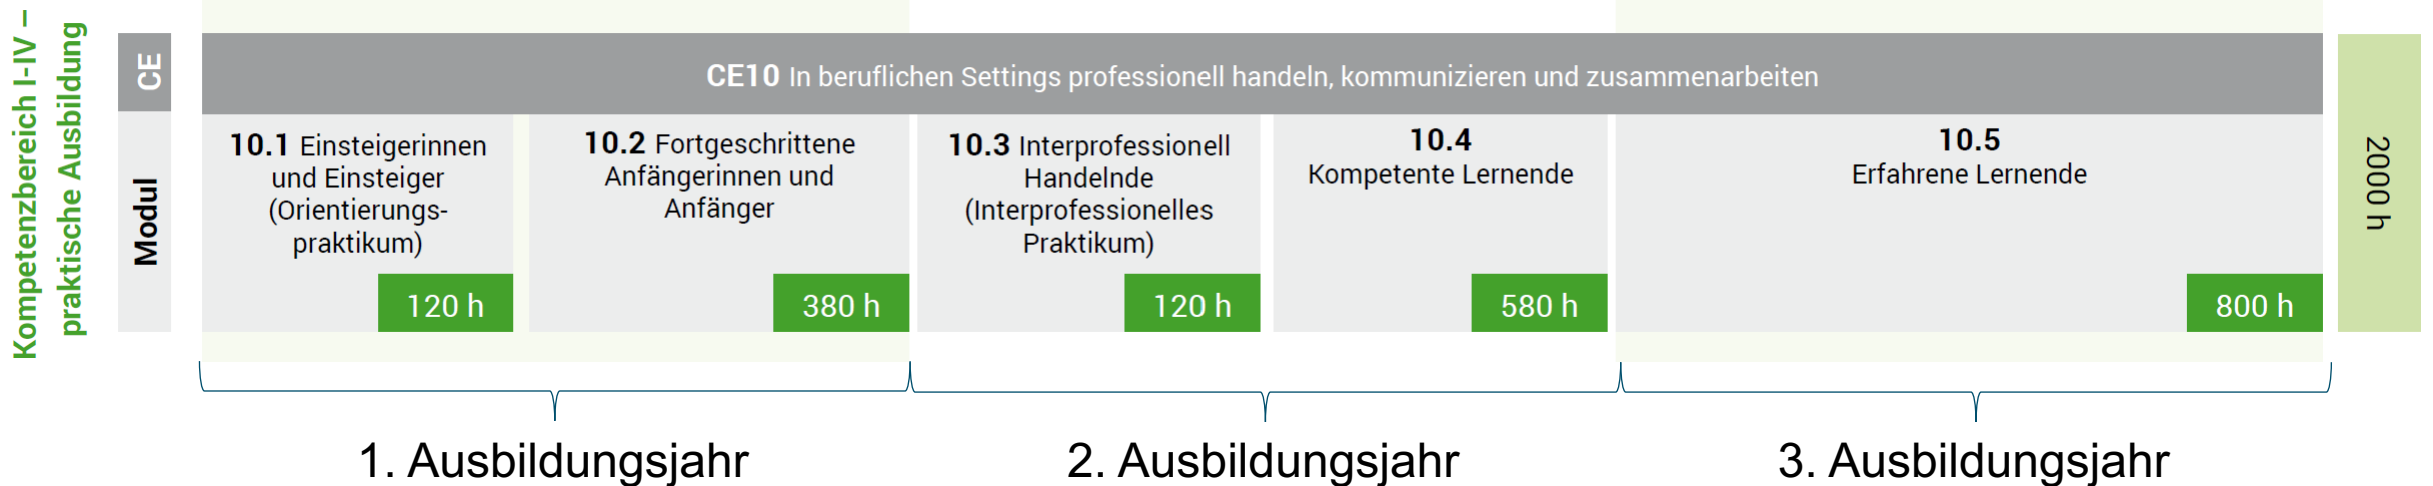 Kompetenzbereich I-IV –
praktische Ausbildung
CE
CE10 In beruflichen Settings professionell handeln, kommunizieren und zusammenarbeiten
Modul
10.1 Einsteigerinnen
und Einsteiger
(Orientierungs-
praktikum)
120 h
10.2 Fortgeschrittene
Anfängerinnen und
Anfänger
380 h
10.3 Interprofessionell
Handelnde
(Interprofessionelles
Praktikum)
120 h
10.4
Kompetente Lernende
580 h
10.5
Erfahrene Lernende
800 h
2000 h
1. Ausbildungsjahr
2. Ausbildungsjahr
3. Ausbildungsjahr